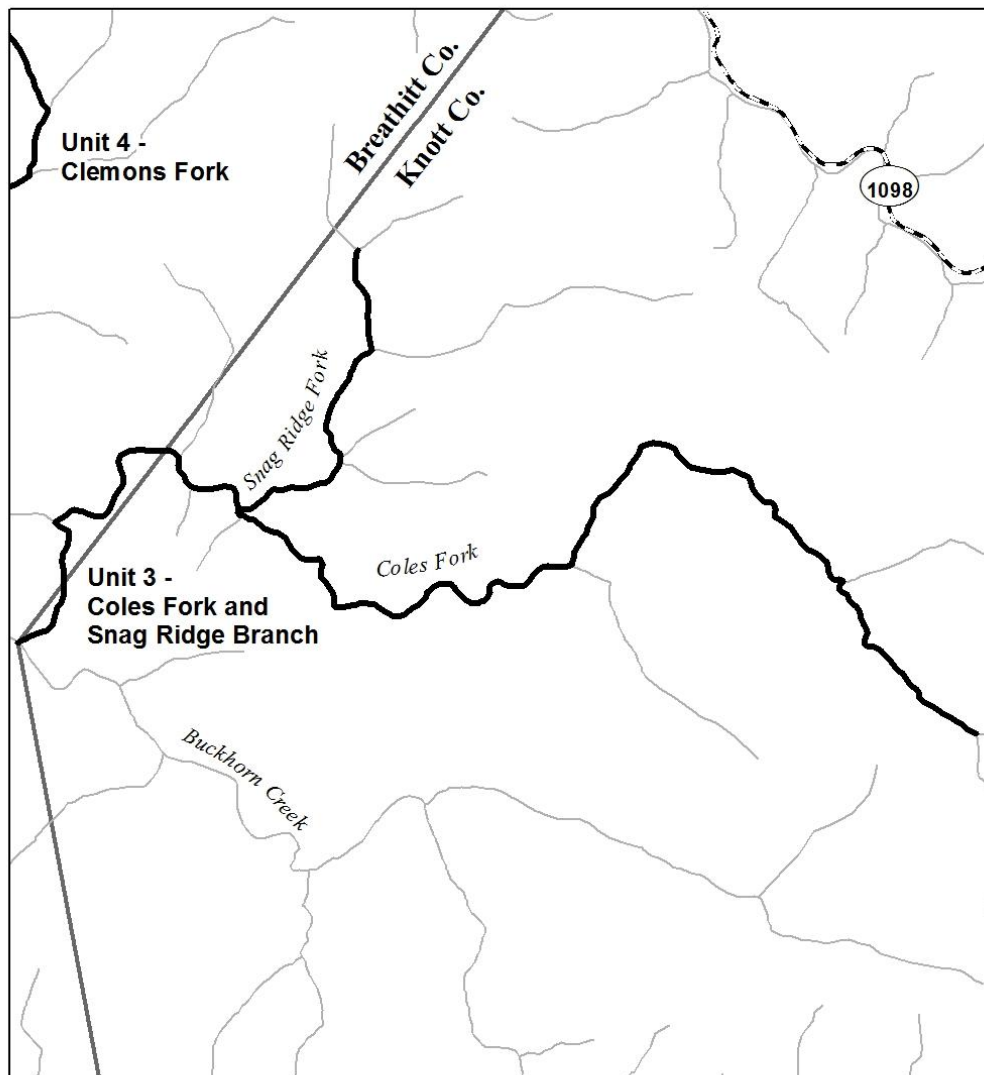 Breathitt Co.
Knott Co.
Unit 4 -
Clemons Fork
1098
Snag Ridge Fork
Coles Fork
Unit 3 -
Coles Fork and
Snag Ridge Branch
Buckhorn Creek